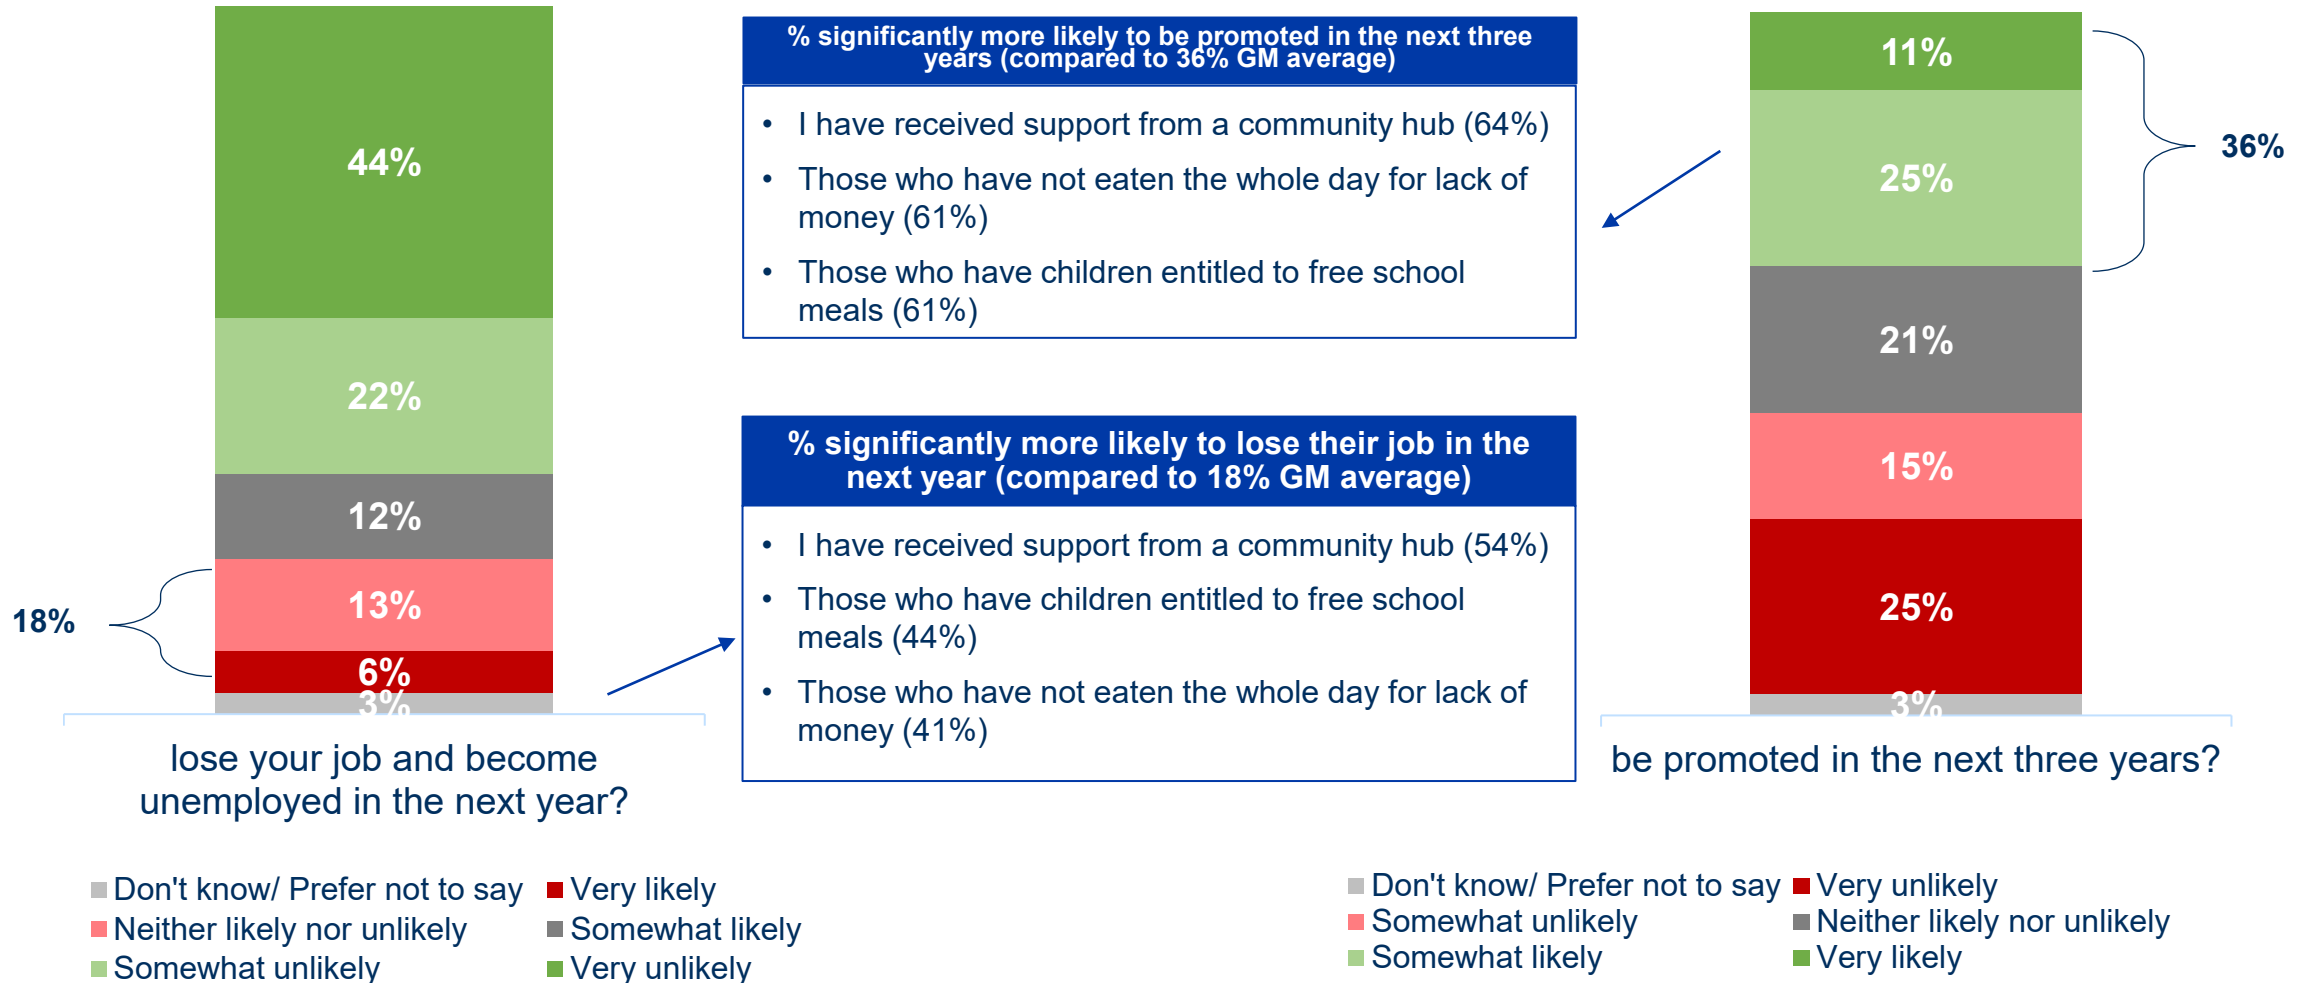 44%
22%
12%
13%
6%
3%
18%
lose your job and become
unemployed in the next year?
Don't know/ Prefer not to say
Very likely
Neither likely nor unlikely
Somewhat likely
Somewhat unlikely
Very unlikely
% significantly more likely to be promoted in the next three
years (compared to 36% GM average)
• I have received support from a community hub (64%)
• Those who have not eaten the whole day for lack of
money (61%)
• Those who have children entitled to free school
meals (61%)
% significantly more likely to lose their job in the
next year (compared to 18% GM average)
• I have received support from a community hub (54%)
• Those who have children entitled to free school
meals (44%)
• Those who have not eaten the whole day for lack of
money (41%)
11%
25%
21%
15%
25%
3%
36%
be promoted in the next three years?
Don't know/ Prefer not to say
Very unlikely
Somewhat unlikely
Neither likely nor unlikely
Somewhat likely
Very likely